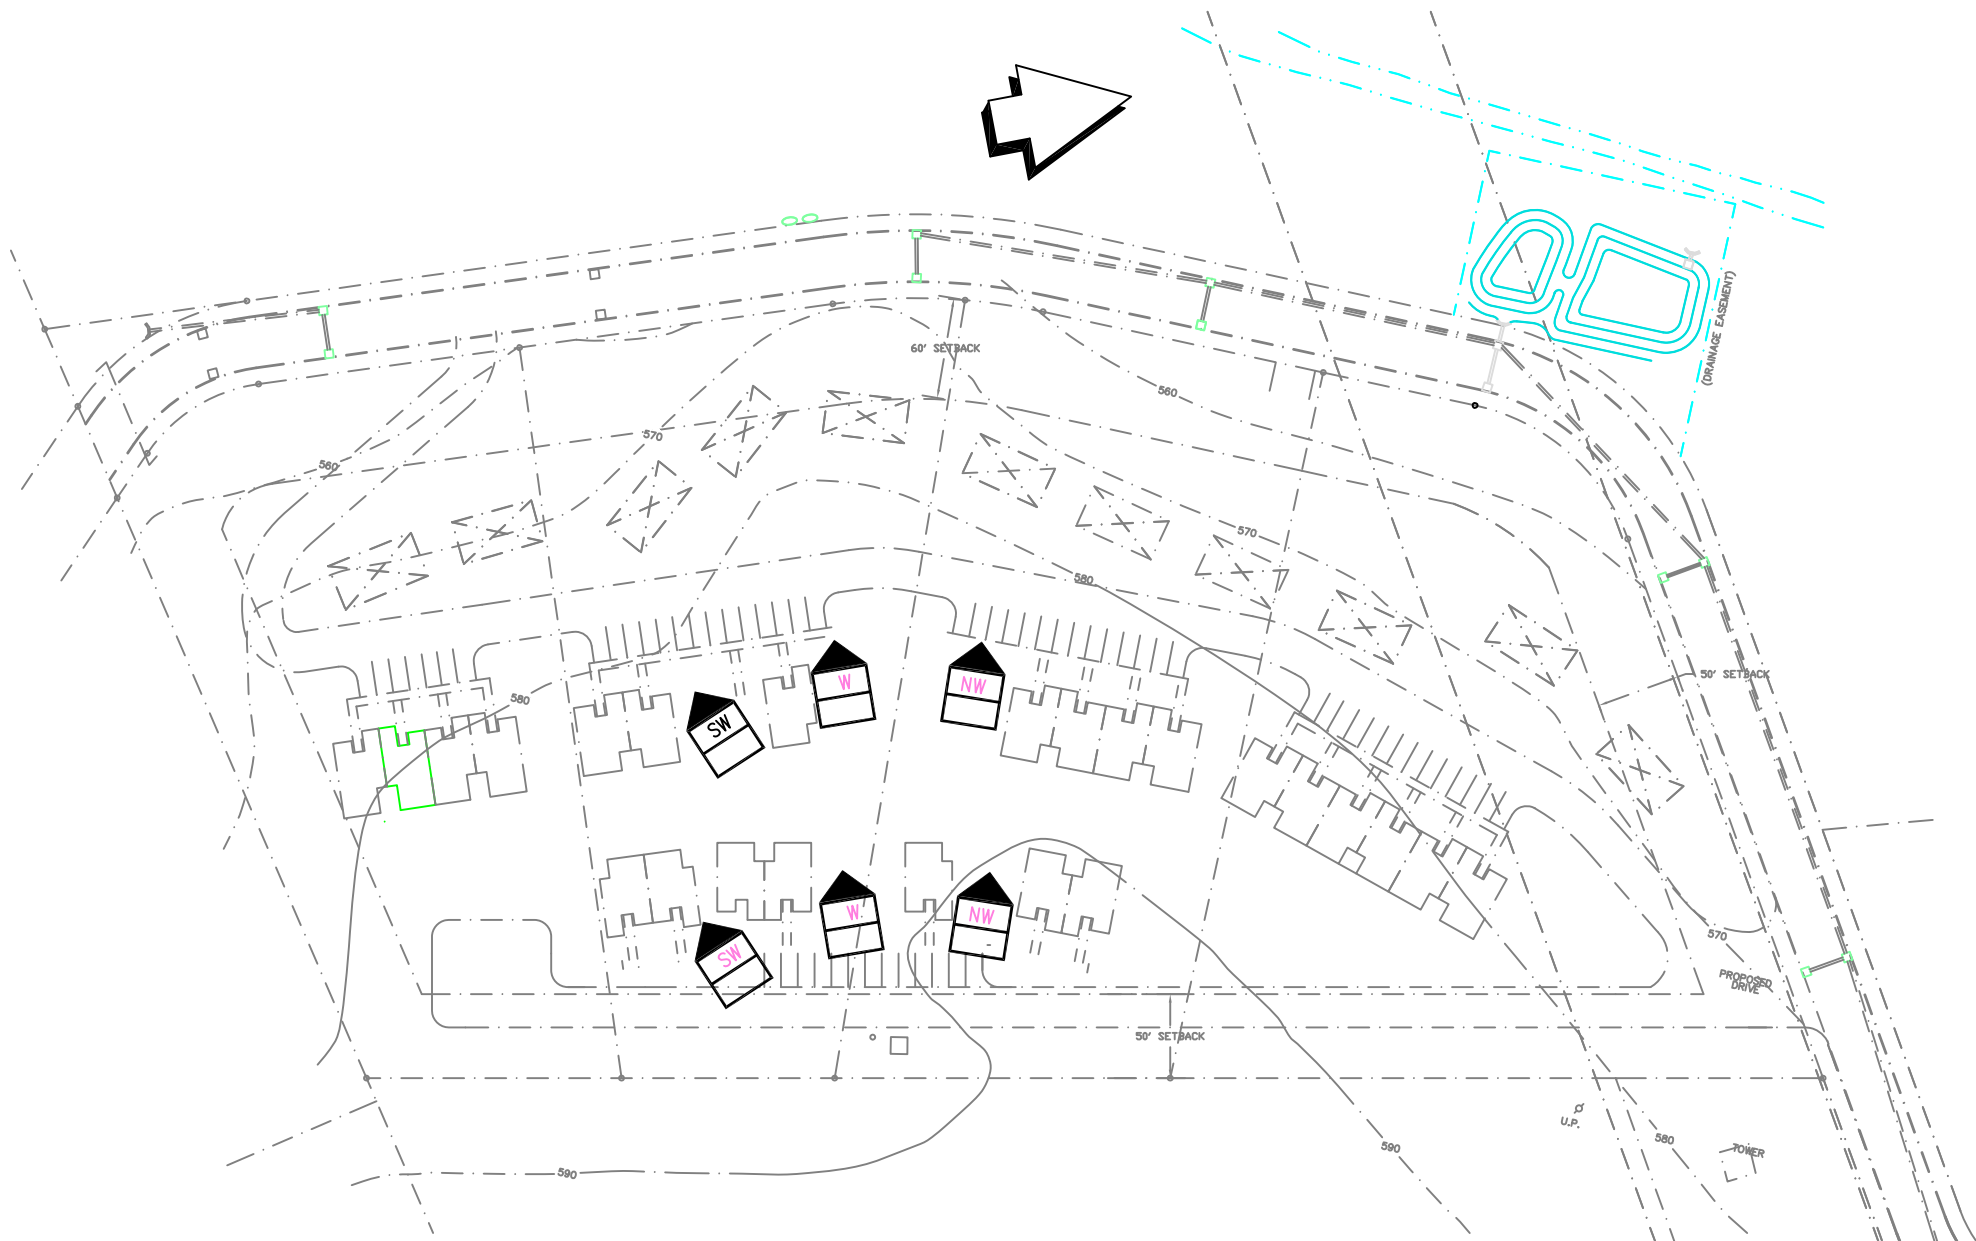 60' SETBACK
560
(DRAINAGE EASEMENT)
570
560
570
580
50' SETBACK
W
NW
580
SW
W
NW
SW
570
PROPOSED
DRIVE
50' SETBACK
U.P.
580
590
TOWER
590